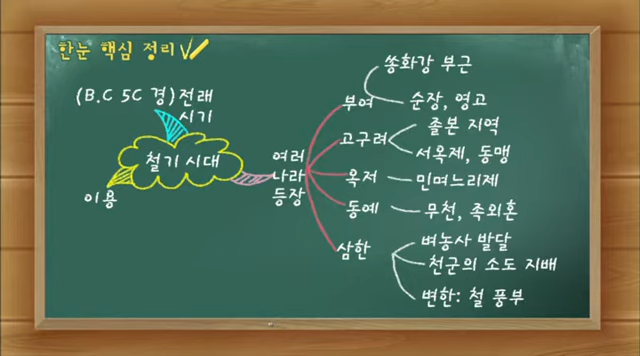 한눈 핵심 정리
(B.C 5C 경) 전래
시기
철기 시대
이용
여러
나라
등장
부여
쏭화강 부근
순장, 영고
고구려
졸본 지역
서옥제, 동맹
옥저
민며느리제
동예
무천, 족외혼
삼한
벼농사 발달
천군의 소도 지배
변한: 철 풍부